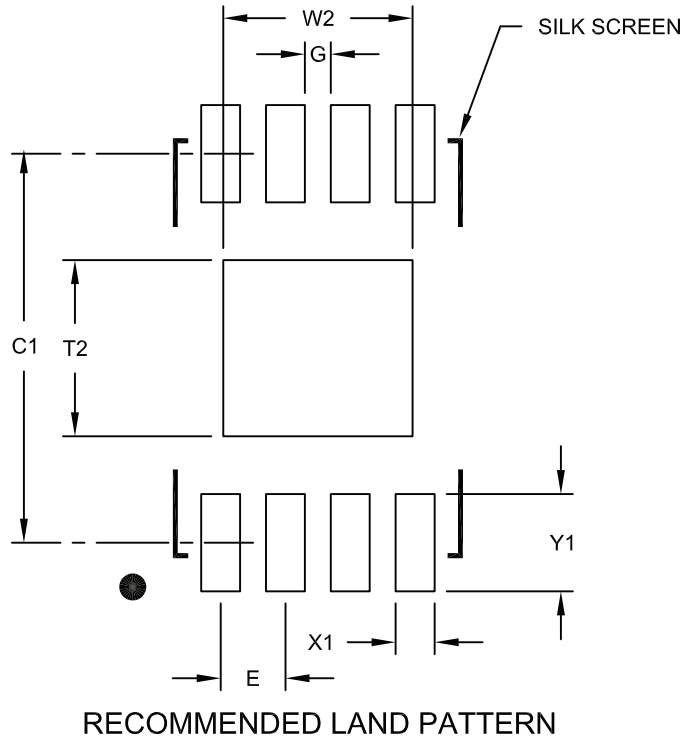 W2
SILK SCREEN
G
C1
T2
Y1
X1
E
RECOMMENDED LAND PATTERN